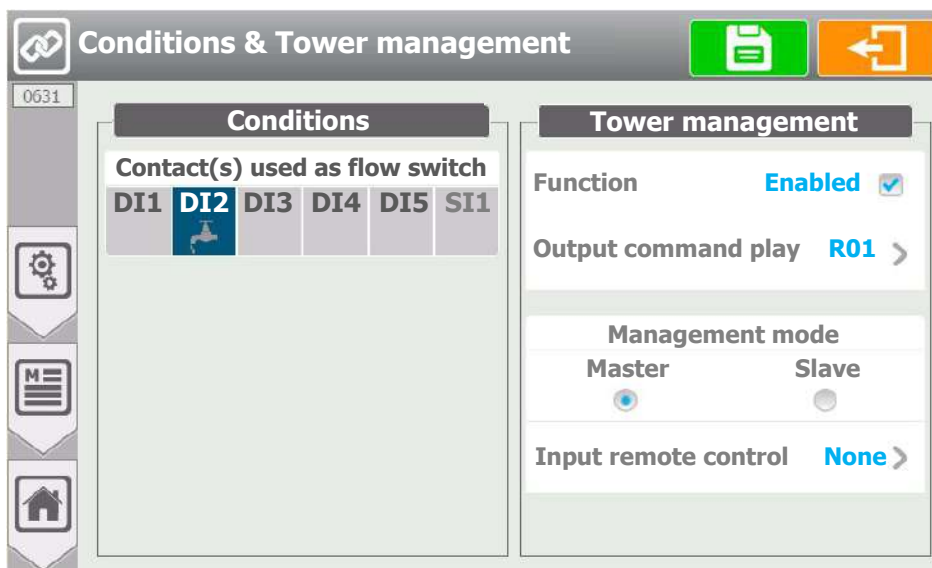 Conditions & Tower management
0631
Conditions
Contact(s) used as flow switch
DI1 DI2 DI3 DI4 DI5 SI1
Tower management
Function Enabled
Output command play R01
Management mode
Master Slave
Input remote control None
M